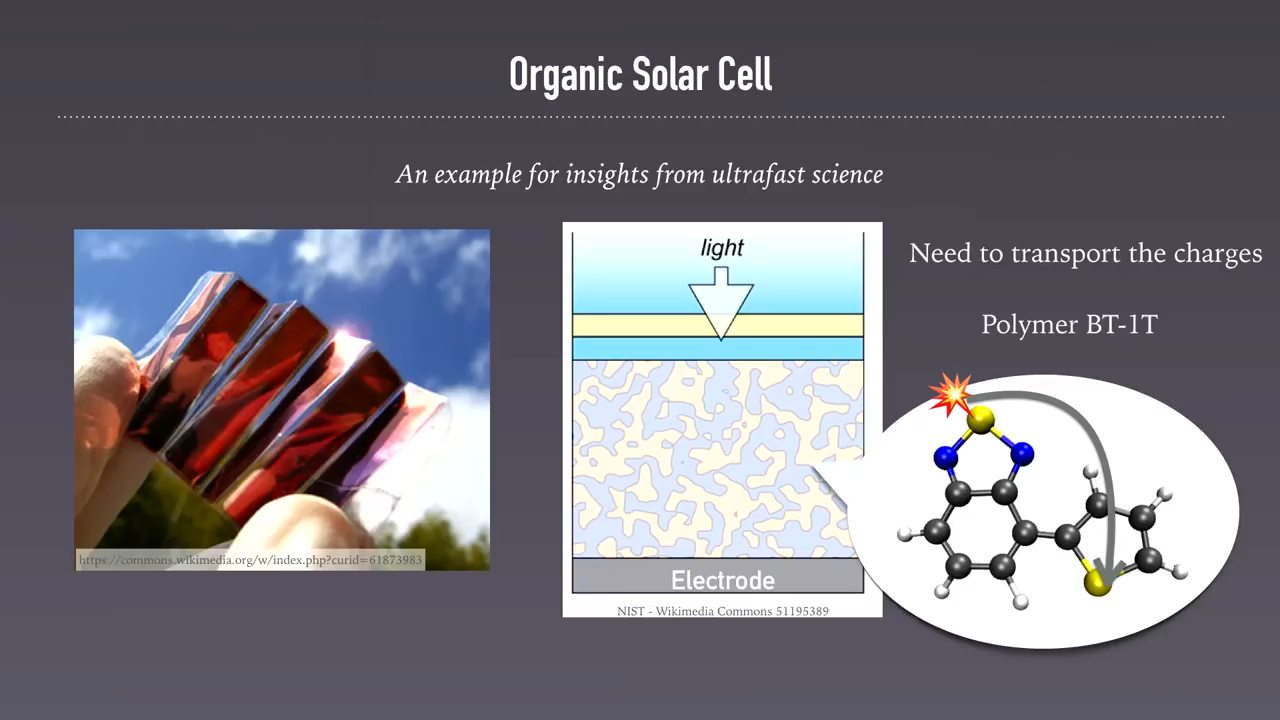 Organic Solar Cell
An example for insights from ultrafast science
light
Need to transport the charges
Polymer BT-1T
https://commons.wikimedia.org/w/index.php?curid=61873983
Electrode
NIST - Wikimedia Commons 51195389